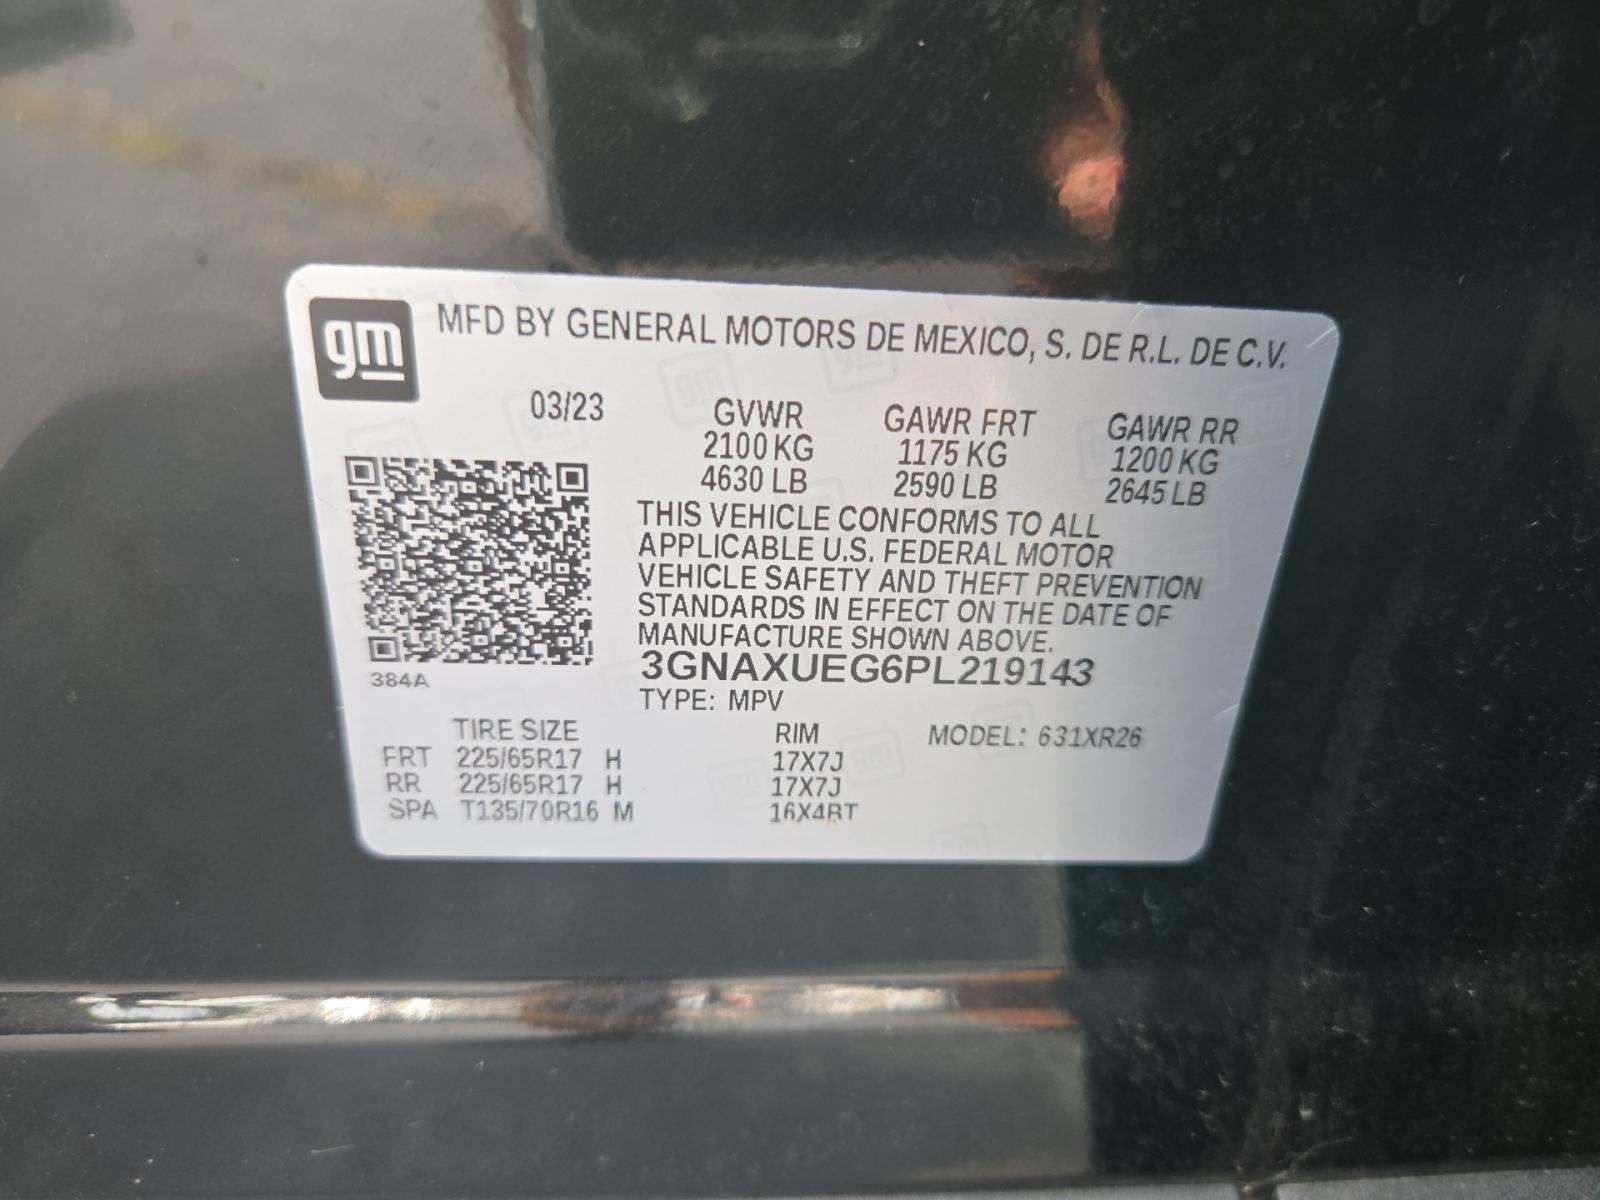 gm
MFD BY GENERAL MOTORS DE MEXICO, S. DE R.L. DE C.V.
03/23
GVWR GAWR FRT GAWR RR
2100 KG 1175 KG 1200 KG
4630 LB 2590 LB 2645 LB
THIS VEHICLE CONFORMS TO ALL
APPLICABLE U.S. FEDERAL MOTOR
VEHICLE SAFETY AND THEFT PREVENTION
STANDARDS IN EFFECT ON THE DATE OF
MANUFACTURE SHOWN ABOVE.
3GNAXUEG6PL219143
384A
TYPE: MPV
TIRE SIZE RIM MODEL: 631XR26
FRT 225/65R17 H 17X7J
RR 225/65R17 H 17X7J
SPA T135/70R16 M 16X4BT